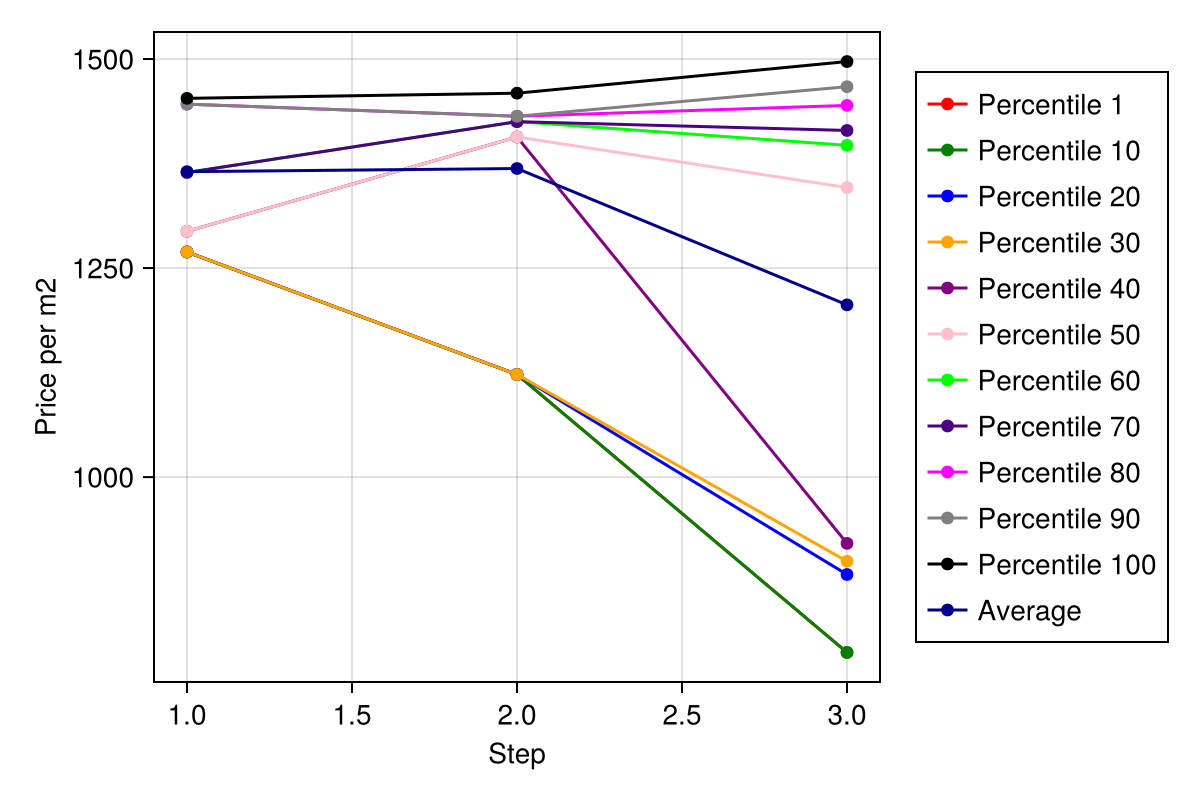 1500
1250
1000
Price per m2
1.0 1.5 2.0 2.5 3.0
Step
Percentile 1
Percentile 10
Percentile 20
Percentile 30
Percentile 40
Percentile 50
Percentile 60
Percentile 70
Percentile 80
Percentile 90
Percentile 100
Average